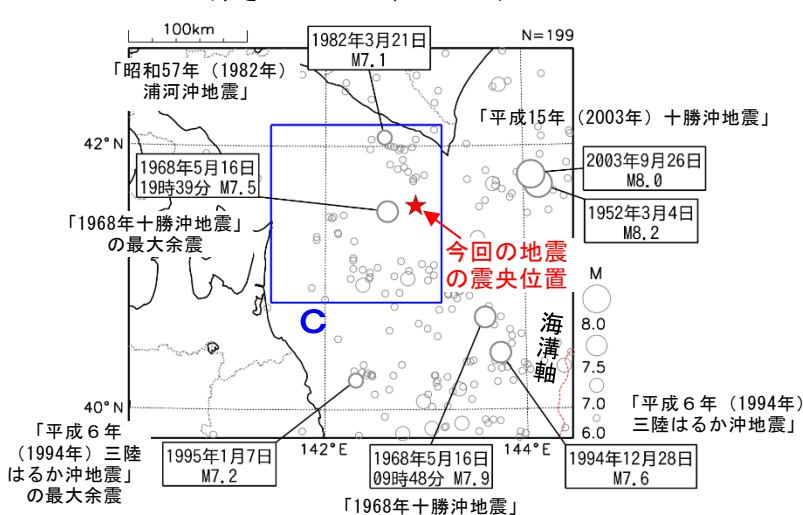 100km
N=199
1982年3月21日
M7.1
「昭和57年（1982年）
浦河沖地震」
「平成15年（2003年）十勝沖地震」
42°N
1968年5月16日
19時39分 M7.5
2003年9月26日
M8.0
1952年3月4日
M8.2
「1968年十勝沖地震」
の最大余震
今回の地震
の震央位置
C
海溝軸
M
8.0
7.5
7.0
6.0
40°N
142°E
144°E
「平成６年（1994年）
三陸はるか沖地震」
「平成６年
（1994年）三陸
はるか沖地震」
の最大余震
1995年1月7日
M7.2
1968年5月16日
09時48分 M7.9
1994年12月28日
M7.6
「1968年十勝沖地震」